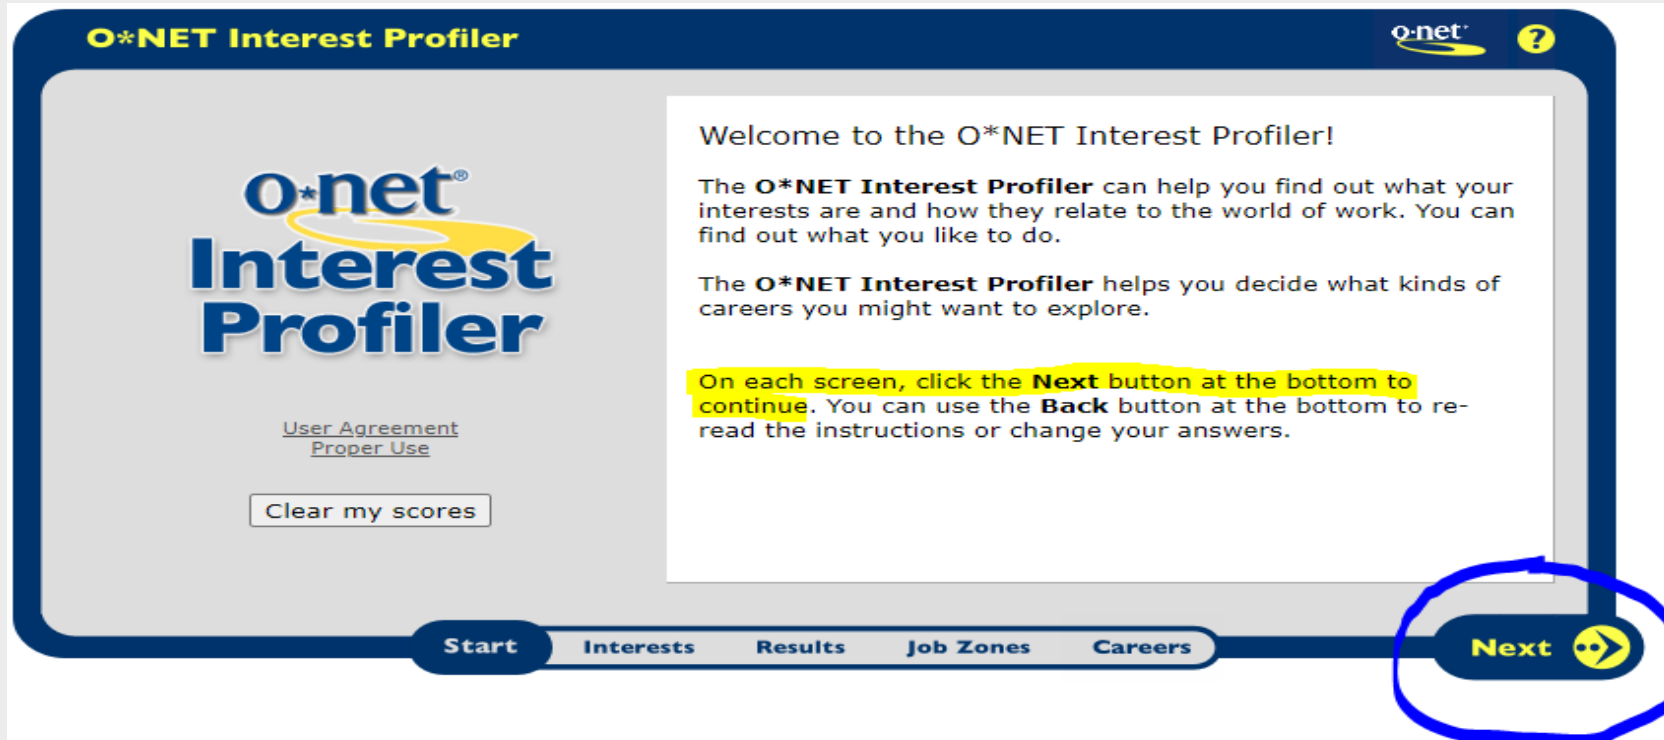 O*NET Interest Profiler
o·net
?
o*net®
Interest
Profiler
User Agreement
Proper Use
Clear my scores
Welcome to the O*NET Interest Profiler!
The O*NET Interest Profiler can help you find out what your
interests are and how they relate to the world of work. You can
find out what you like to do.
The O*NET Interest Profiler helps you decide what kinds of
careers you might want to explore.
On each screen, click the Next button at the bottom to
continue. You can use the Back button at the bottom to re-
read the instructions or change your answers.
Start Interests Results Job Zones Careers
Next